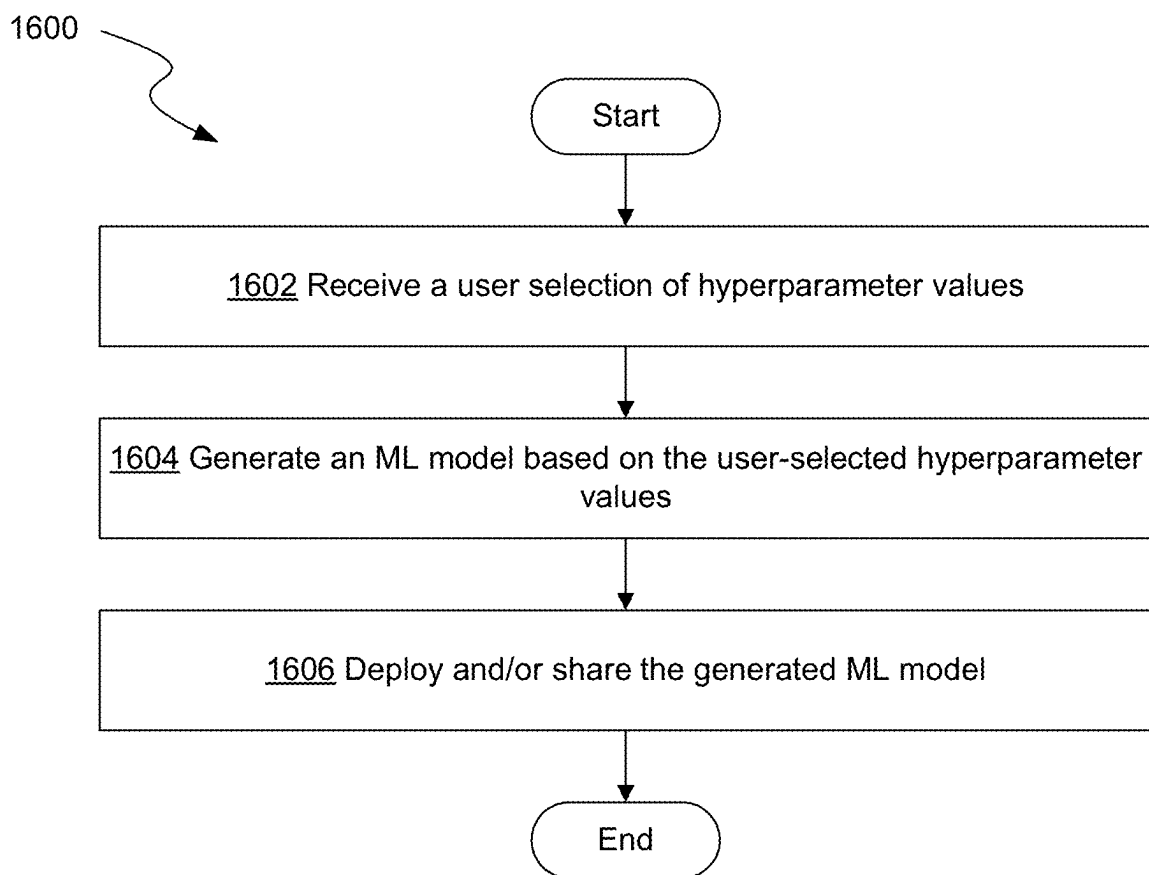 1600
Start
1602 Receive a user selection of hyperparameter values
1604 Generate an ML model based on the user-selected hyperparameter
values
1606 Deploy and/or share the generated ML model
End